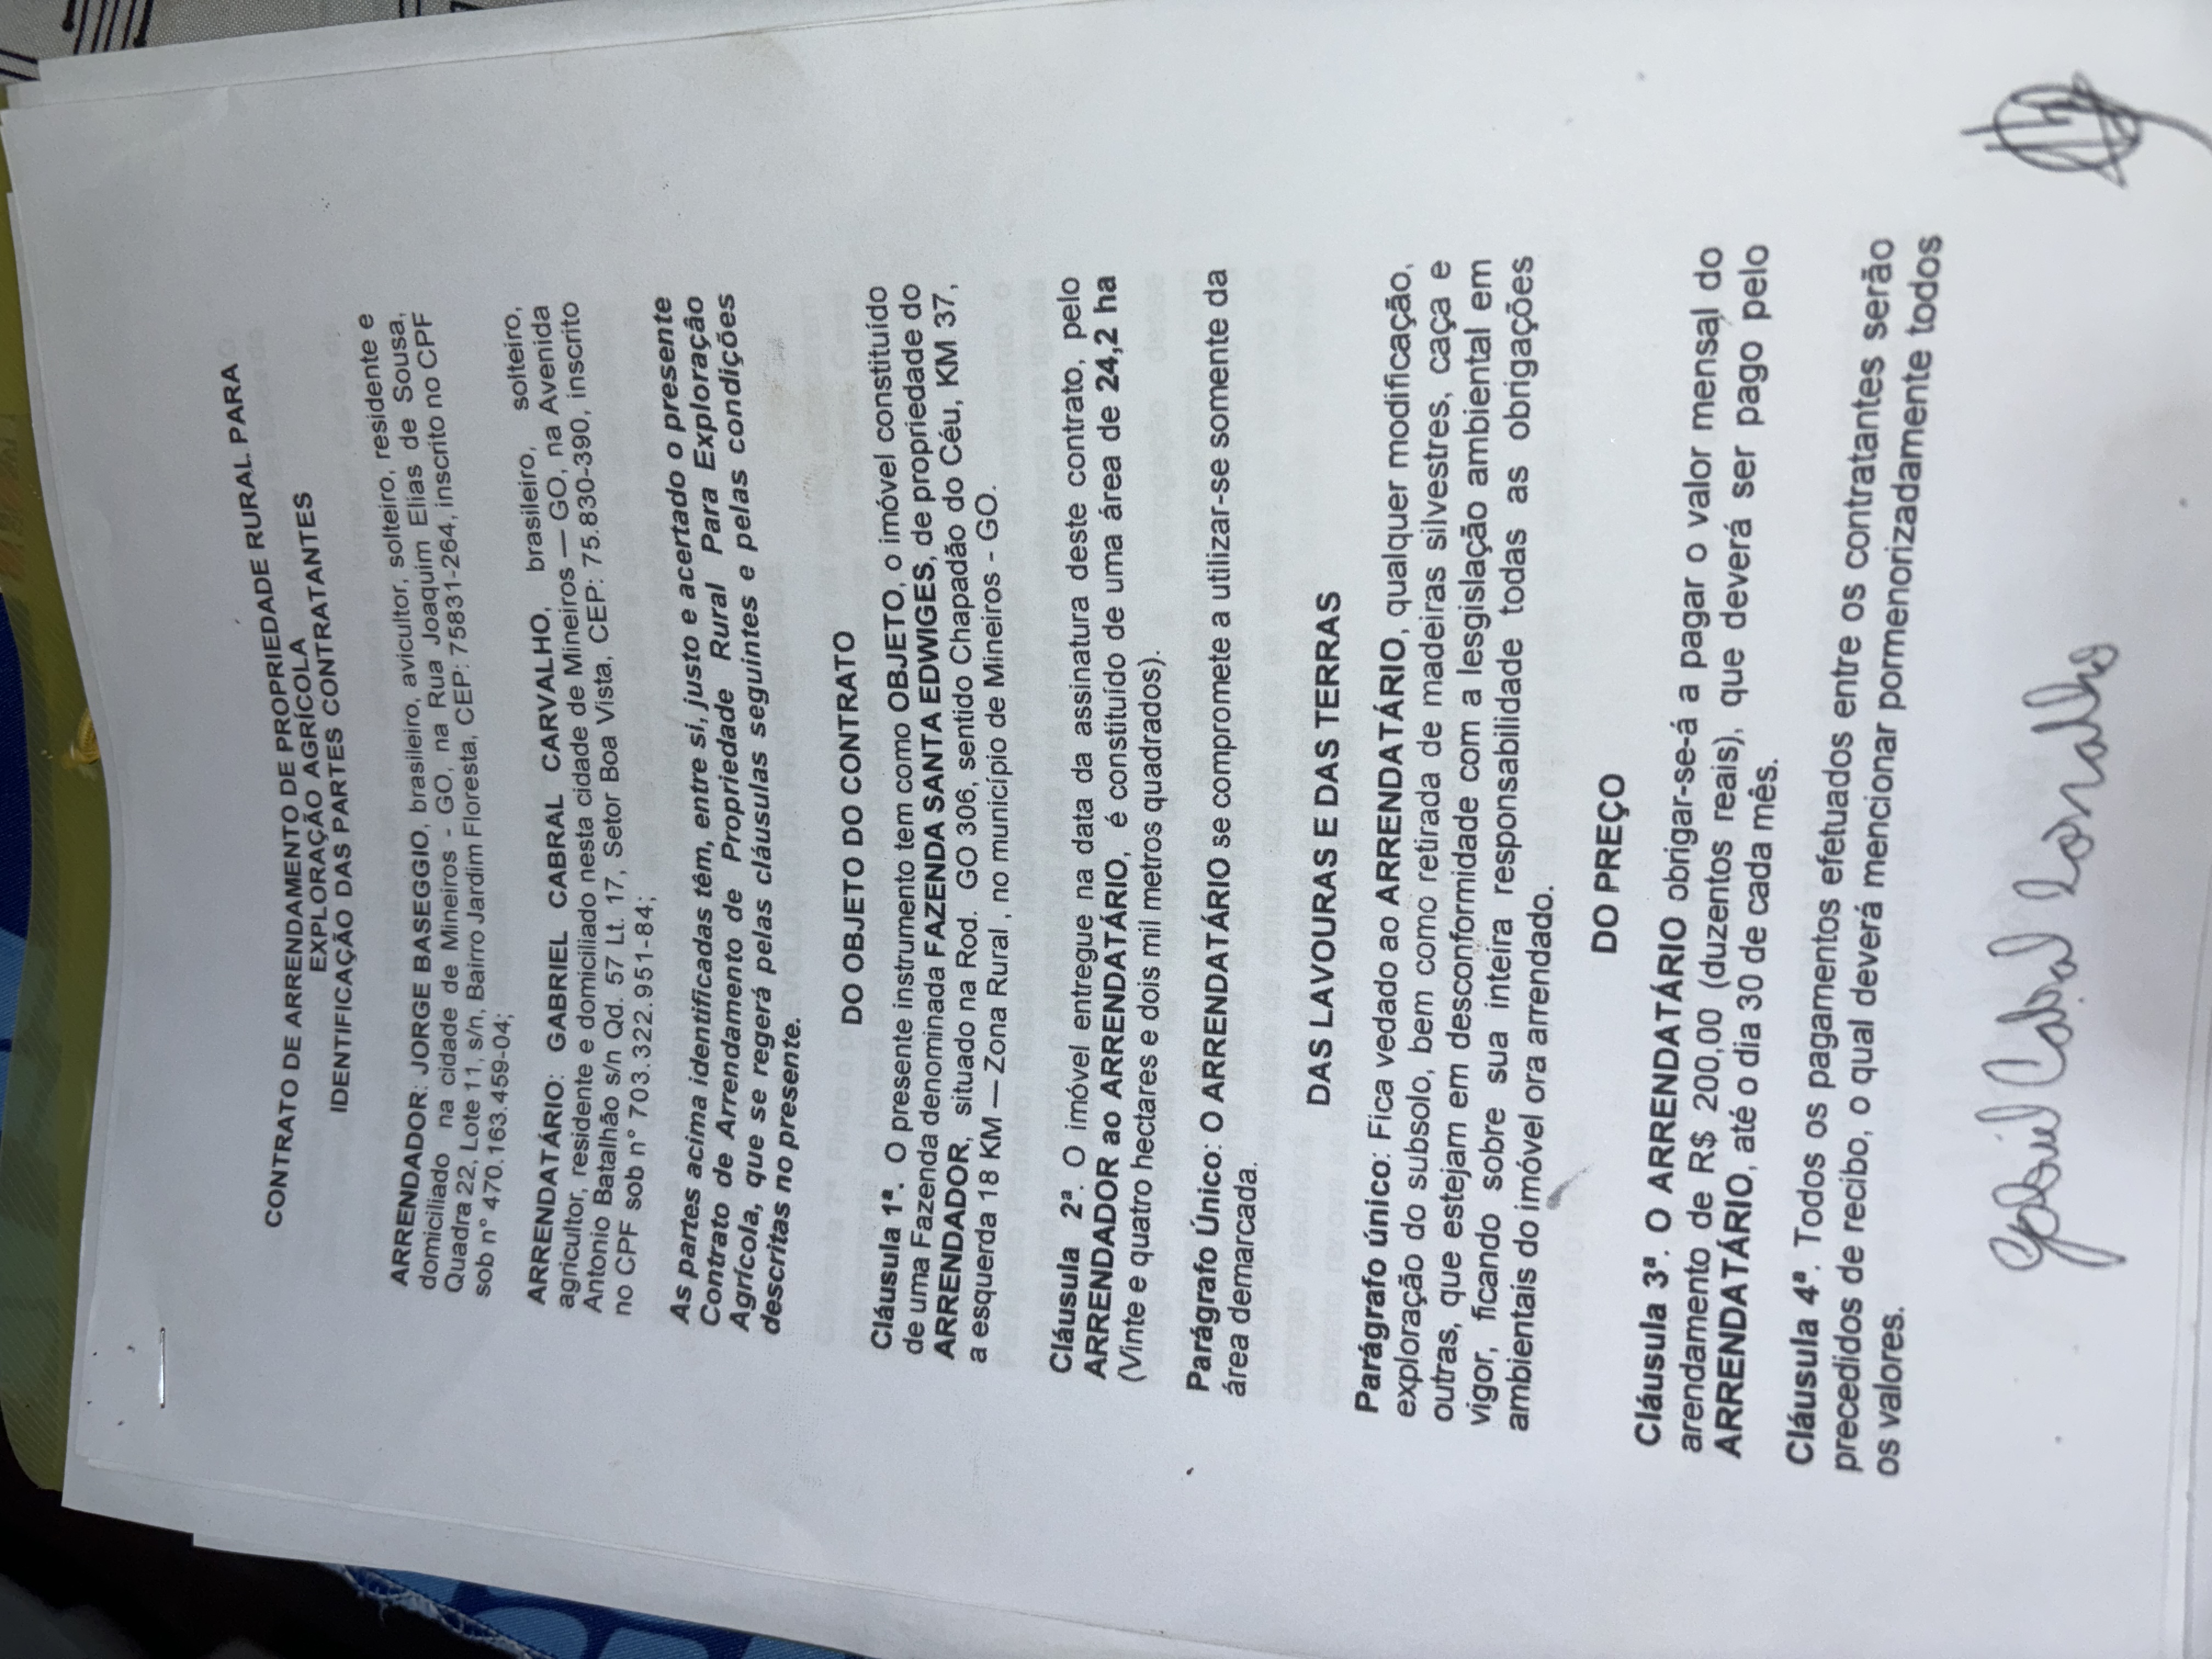 CONTRATO DE ARRENDAMENTO DE PROPRIEDADE RURAL PARA
EXPLORAÇÃO AGRÍCOLA
IDENTIFICAÇÃO DAS PARTES CONTRATANTES
ARRENDADOR: JORGE BASEGGIO, brasileiro, avicultor, solteiro, residente e
domiciliado na cidade de Mineiros - GO, na Rua Joaquim Elias de Sousa,
Quadra 22, Lote 11, s/n, Bairro Jardim Floresta, CEP: 75831-264, inscrito no CPF
sob n° 470.163.459-04;
ARRENDATÁRIO: GABRIEL CABRAL CARVALHO, brasileiro, solteiro,
agricultor, residente e domiciliado nesta cidade de Mineiros — GO, na Avenida
Antonio Batalhão s/n Qd. 57 Lt. 17, Setor Boa Vista, CEP: 75.830-390, inscrito
no CPF sob n° 703.322.951-84;
As partes acima identificadas têm, entre si, justo e acertado o presente
Contrato de Arrendamento de Propriedade Rural Para Exploração
Agrícola, que se regerá pelas cláusulas seguintes e pelas condições
descritas no presente.
DO OBJETO DO CONTRATO
Cláusula 1ª. O presente instrumento tem como OBJETO, o imóvel constituído
de uma Fazenda denominada FAZENDA SANTA EDWIGES, de propriedade do
ARRENDADOR, situado na Rod. GO 306, sentido Chapadão do Céu, KM 37,
a esquerda 18 KM — Zona Rural , no município de Mineiros - GO.
Cláusula 2ª. O imóvel entregue na data da assinatura deste contrato, pelo
ARRENDADOR ao ARRENDATÁRIO, é constituído de uma área de 24,2 ha
(Vinte e quatro hectares e dois mil metros quadrados).
Parágrafo Único: O ARRENDATÁRIO se compromete a utilizar-se somente da
área demarcada.
DAS LAVOURAS E DAS TERRAS
Parágrafo único: Fica vedado ao ARRENDATÁRIO, qualquer modificação,
exploração do subsolo, bem como retirada de madeiras silvestres, caça e
outras, que estejam em desconformidade com a lesgislação ambiental em
vigor, ficando sobre sua inteira responsabilidade todas as obrigações
ambientais do imóvel ora arrendado.
DO PREÇO
Cláusula 3ª. O ARRENDATÁRIO obrigar-se-á a pagar o valor mensal do
arendamento de R$ 200,00 (duzentos reais), que deverá ser pago pelo
ARRENDATÁRIO, até o dia 30 de cada mês.
Cláusula 4ª. Todos os pagamentos efetuados entre os contratantes serão
precedidos de recibo, o qual deverá mencionar pormenorizadamente todos
os valores.
Gabriel Cabral Carvalho